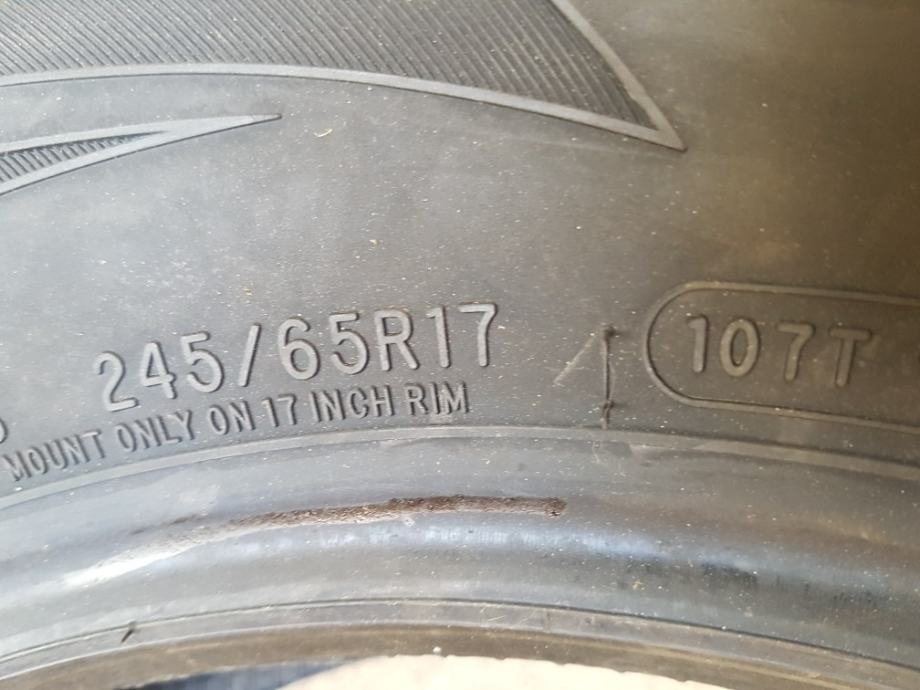 245/65R17
107T
MOUNT ONLY ON 17 INCH RIM